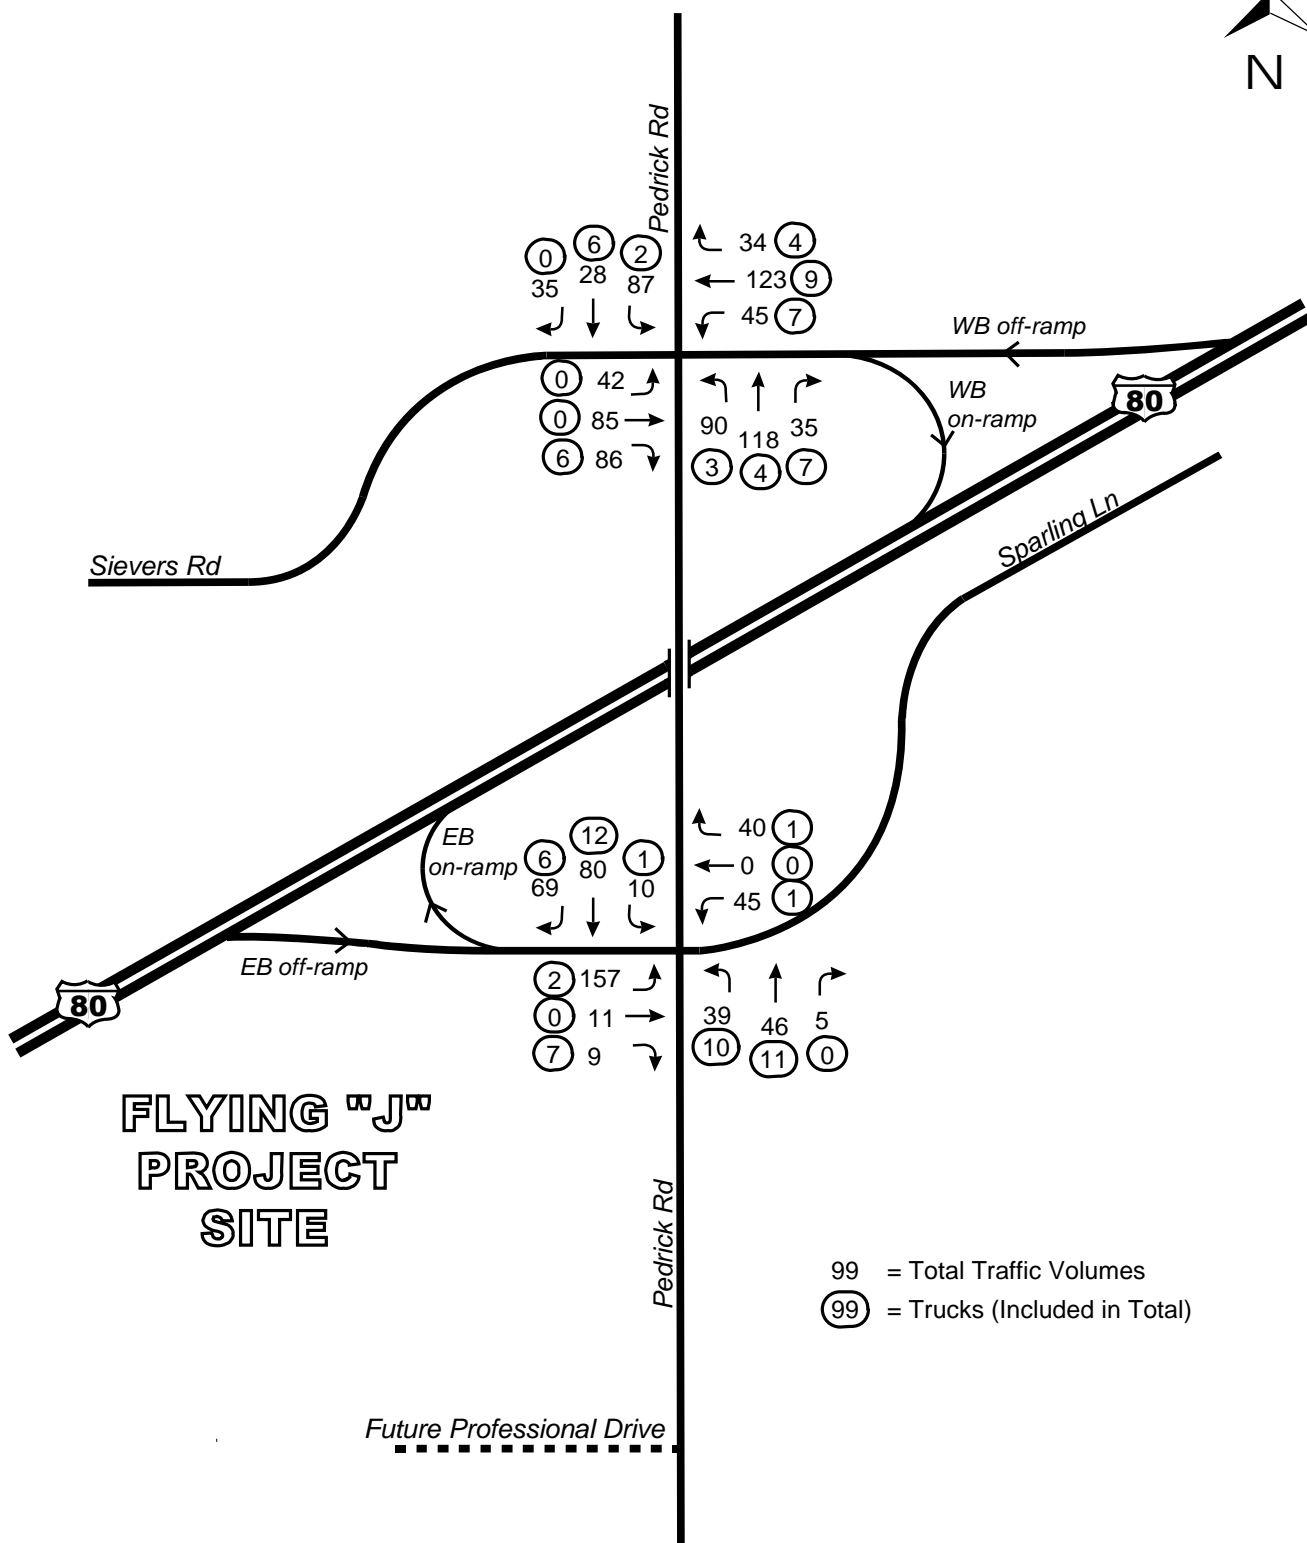 N
Pedrick Rd
0 6 2
35 28 87
34 4
123 9
45 7
WB off-ramp
80
WB
on-ramp
0 42
0 85
6 86
90 118 35
3 4 7
Sparling Ln
Sievers Rd
EB
on-ramp
6 12 1
69 80 10
40 1
0 0
45 1
EB off-ramp
80
2 157
0 11
7 9
39 46 5
10 11 0
FLYING "J"
PROJECT
SITE
Pedrick Rd
99 = Total Traffic Volumes
99 = Trucks (Included in Total)
Future Professional Drive